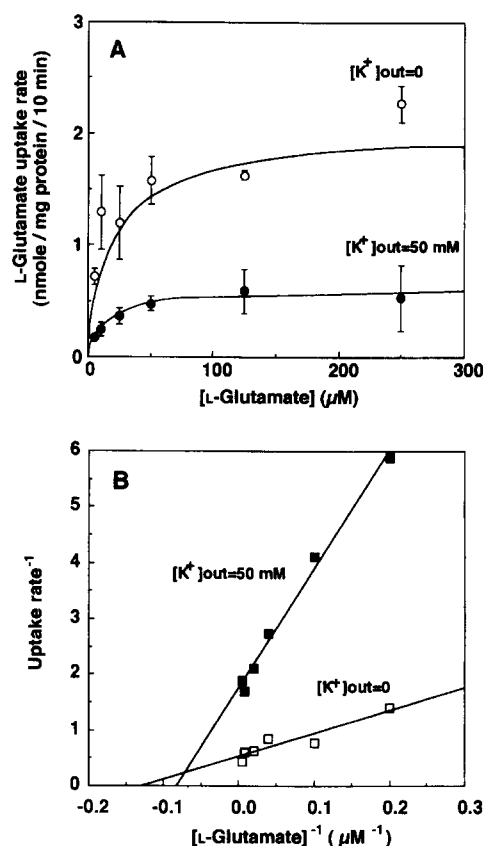 A
[K+]out=0
[K+]out=50 mM
L-Glutamate uptake rate
(nmole / mg protein / 10 min)
3
2
1
0
0
100
200
300
[L-Glutamate] (µM)
B
[K+]out=50 mM
[K+]out=0
Uptake rate-1
6
5
4
3
2
1
0
-0.2
-0.1
0.0
0.1
0.2
0.3
[L-Glutamate]-1 ( µM-1)